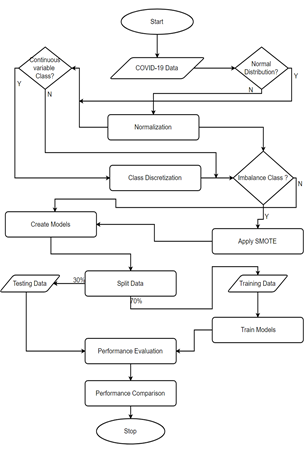 Start
COVID-19 Data
Normal
Distribution?
Y
N
Continuous
variable
Class?
Y
N
Normalization
Class Discretization
Imbalance Class ?
N
Y
Create Models
Apply SMOTE
Testing Data
30%
Split Data
70%
Training Data
Train Models
Performance Evaluation
Performance Comparison
Stop